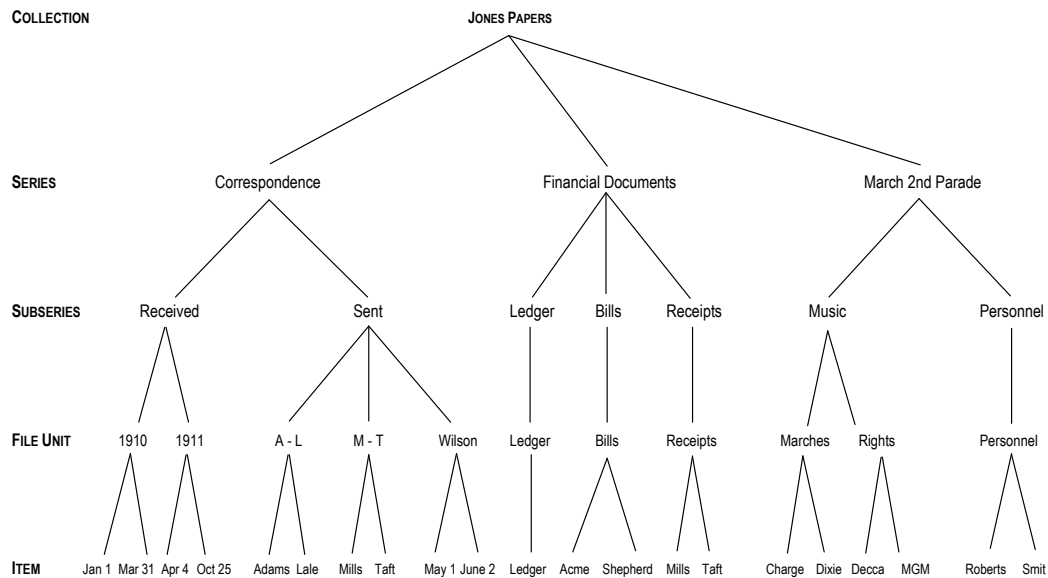 COLLECTION JONES PAPERS
SERIES Correspondence Financial Documents March 2nd Parade
SUBSERIES Received Sent Ledger Bills Receipts Music Personnel
FILE UNIT 1910 1911 A - L M - T Wilson Ledger Bills Receipts Marches Rights Personnel
ITEM Jan 1 Mar 31 Apr 4 Oct 25 Adams Lale Mills Taft May 1 June 2 Ledger Acme Shepherd Mills Taft Charge Dixie Decca MGM Roberts Smit